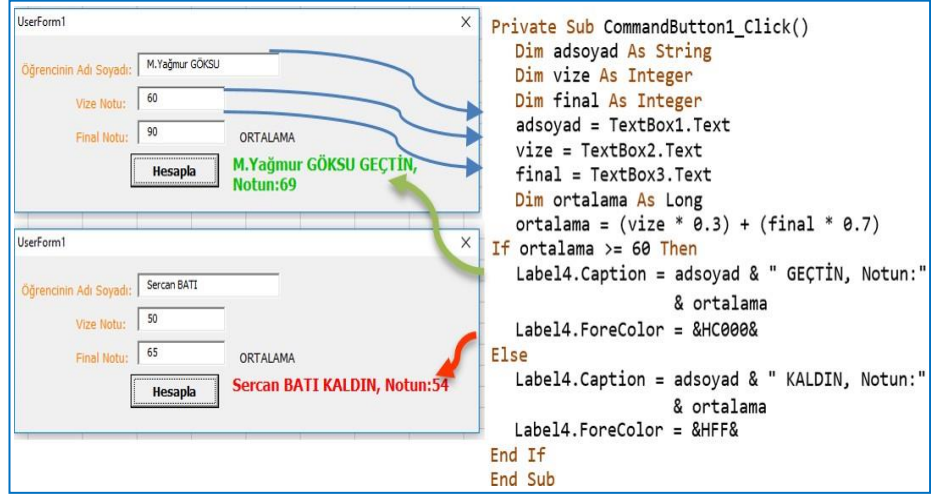 UserForm1
X
Öğrencinin Adı Soyadı:
M.Yağmur GÖKSU
Vize Notu:
60
Final Notu:
90
ORTALAMA
Hesapla
M.Yağmur GÖKSU GEÇTİN,
Notun:69
UserForm1
X
Öğrencinin Adı Soyadı:
Sercan BATI
Vize Notu:
50
Final Notu:
65
ORTALAMA
Hesapla
Sercan BATI KALDIN, Notun:54
Private Sub CommandButton1_Click()
Dim adsoyad As String
Dim vize As Integer
Dim final As Integer
adsoyad = TextBox1.Text
vize = TextBox2.Text
final = TextBox3.Text
Dim ortalama As Long
ortalama = (vize * 0.3) + (final * 0.7)
If ortalama >= 60 Then
Label4.Caption = adsoyad & " GEÇTİN, Notun:"
& ortalama
Label4.ForeColor = &HC000&
Else
Label4.Caption = adsoyad & " KALDIN, Notun:"
& ortalama
Label4.ForeColor = &HFF&
End If
End Sub